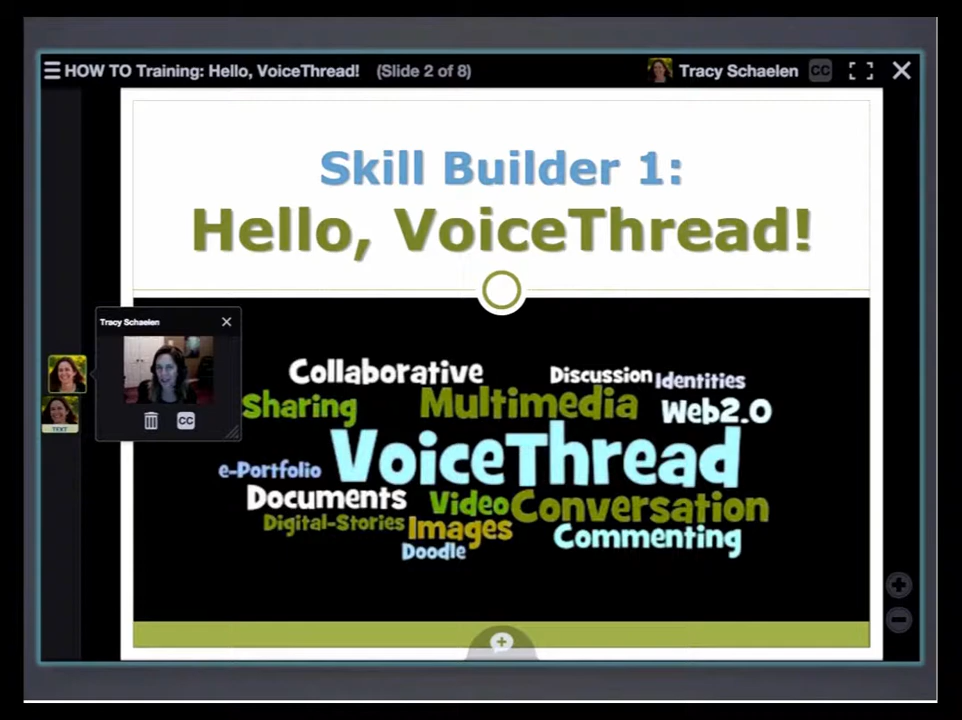 HOW TO Training: Hello, VoiceThread! (Slide 2 of 8)
Tracy Schaelen CC
Skill Builder 1:
Hello, VoiceThread!
Tracy Schaelen
CC
TEXT
Collaborative Discussion Identities
Sharing Multimedia Web2.0
e-Portfolio VoiceThread
Documents Video Conversation
Digital-Stories Images Commenting
Doodle